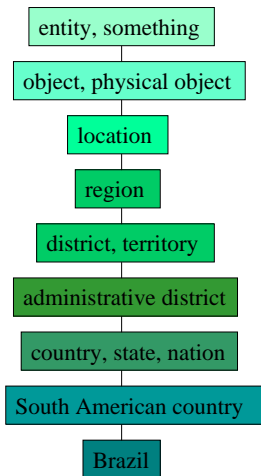 entity, something
object, physical object
location
region
district, territory
administrative district
country, state, nation
South American country
Brazil